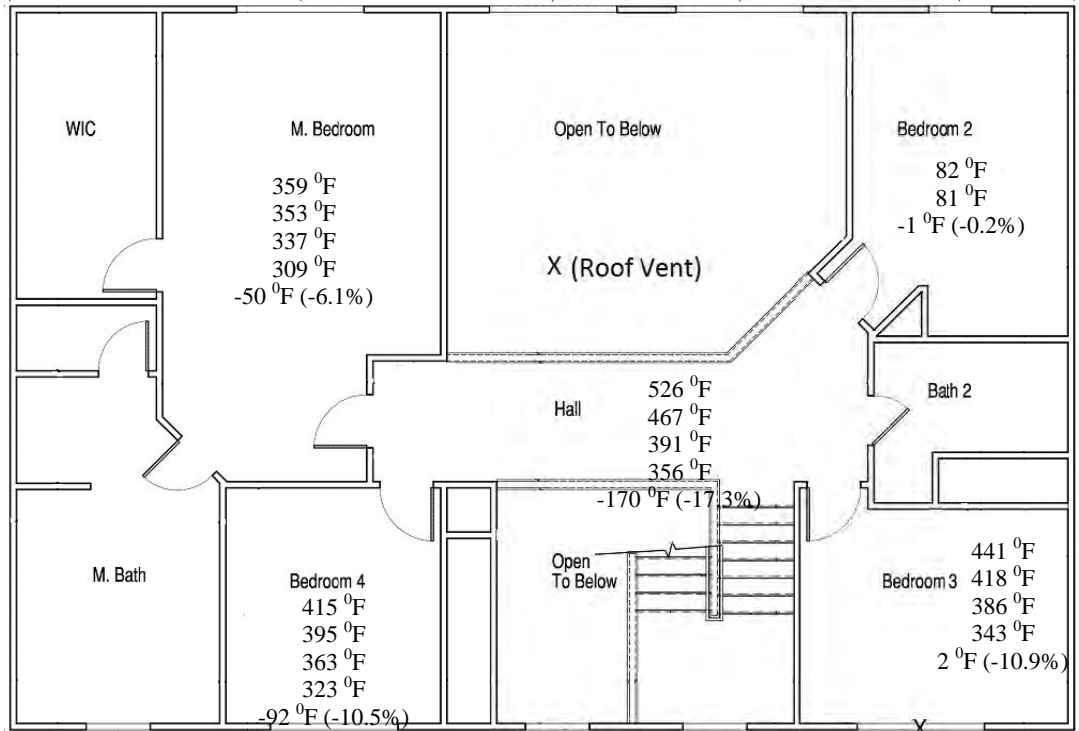 WIC
M. Bedroom
359 ⁰F
353 ⁰F
337 ⁰F
309 ⁰F
-50 ⁰F (-6.1%)
Open To Below
X (Roof Vent)
Bedroom 2
82 ⁰F
81 ⁰F
-1 ⁰F (-0.2%)
Hall
526 ⁰F
467 ⁰F
391 ⁰F
356 ⁰F
-170 ⁰F (-17.3%)
Bath 2
M. Bath
Bedroom 4
415 ⁰F
395 ⁰F
363 ⁰F
323 ⁰F
-92 ⁰F (-10.5%)
Open
To Below
Bedroom 3
441 ⁰F
418 ⁰F
386 ⁰F
343 ⁰F
2 ⁰F (-10.9%)
X